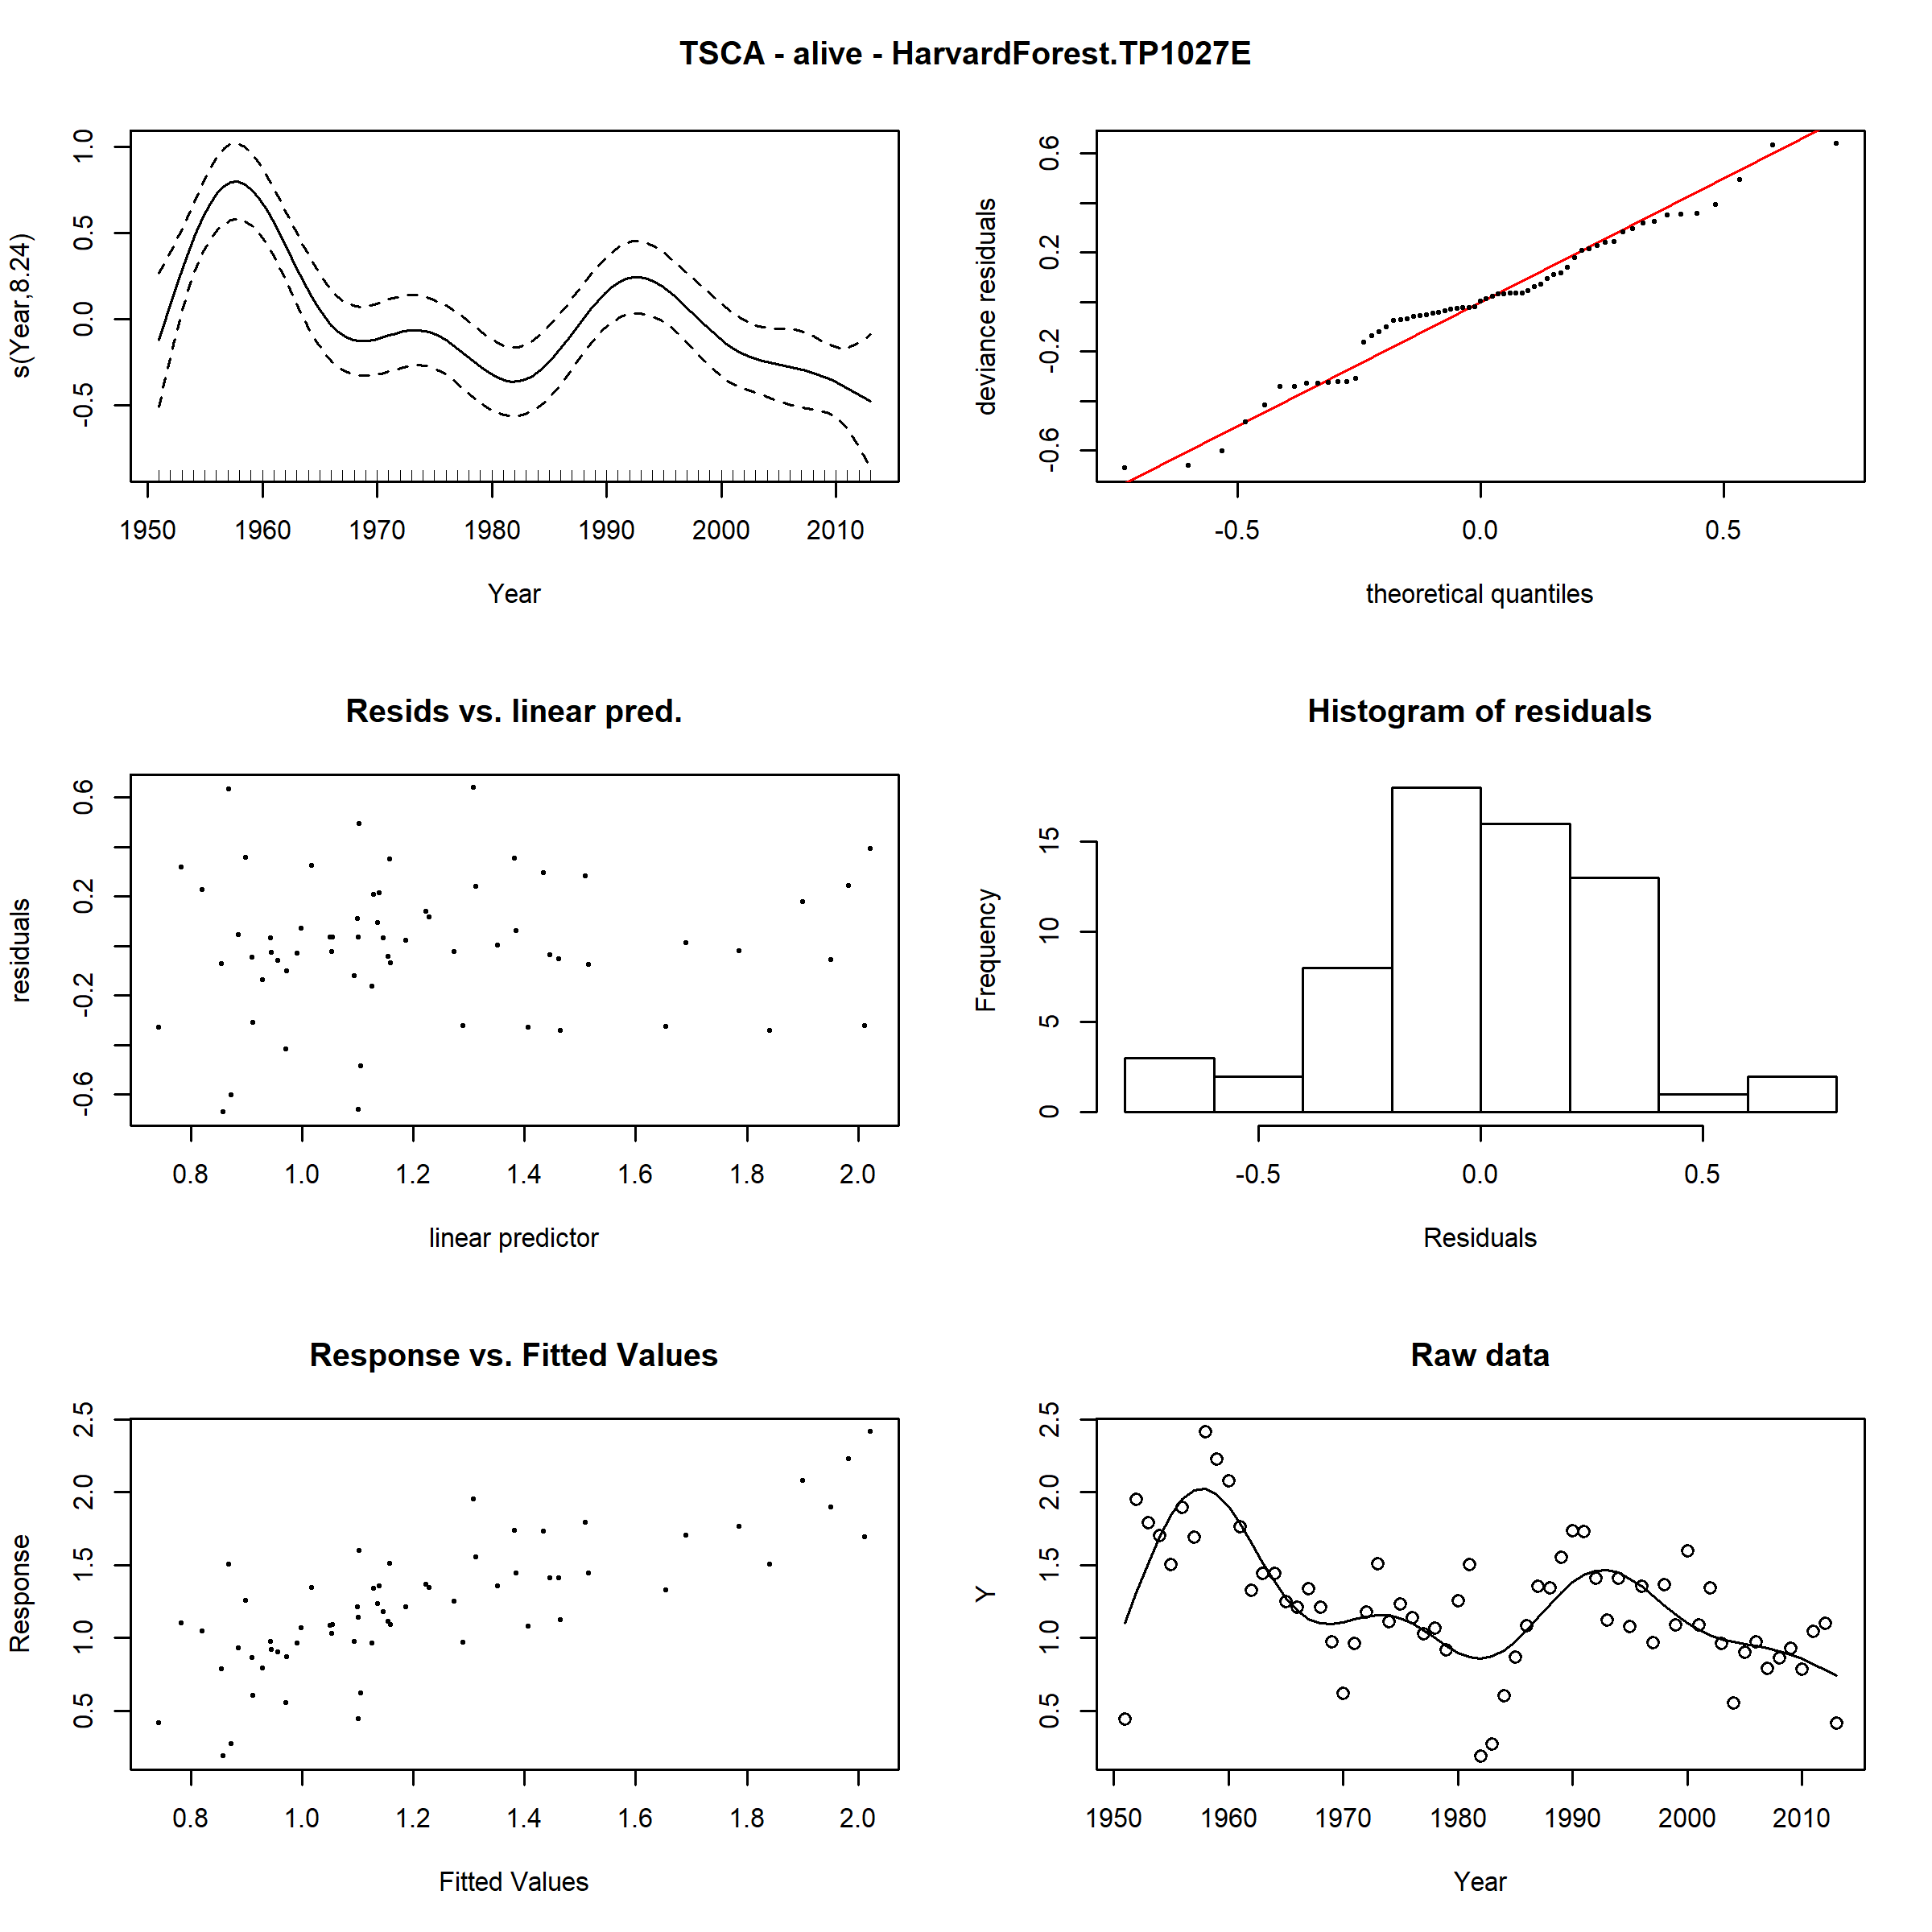 TSCA - alive - HarvardForest.TP1027E
s(Year,8.24)
1.0
0.5
0.0
-0.5
1950 1960 1970 1980 1990 2000 2010
Year
deviance residuals
0.6
0.2
-0.2
-0.6
-0.5 0.0 0.5
theoretical quantiles
Resids vs. linear pred.
residuals
0.6
0.2
-0.2
-0.6
0.8 1.0 1.2 1.4 1.6 1.8 2.0
linear predictor
Histogram of residuals
Frequency
15
10
5
0
-0.5 0.0 0.5
Residuals
Response vs. Fitted Values
Response
2.5
2.0
1.5
1.0
0.5
0.8 1.0 1.2 1.4 1.6 1.8 2.0
Fitted Values
Raw data
Y
2.5
2.0
1.5
1.0
0.5
1950 1960 1970 1980 1990 2000 2010
Year